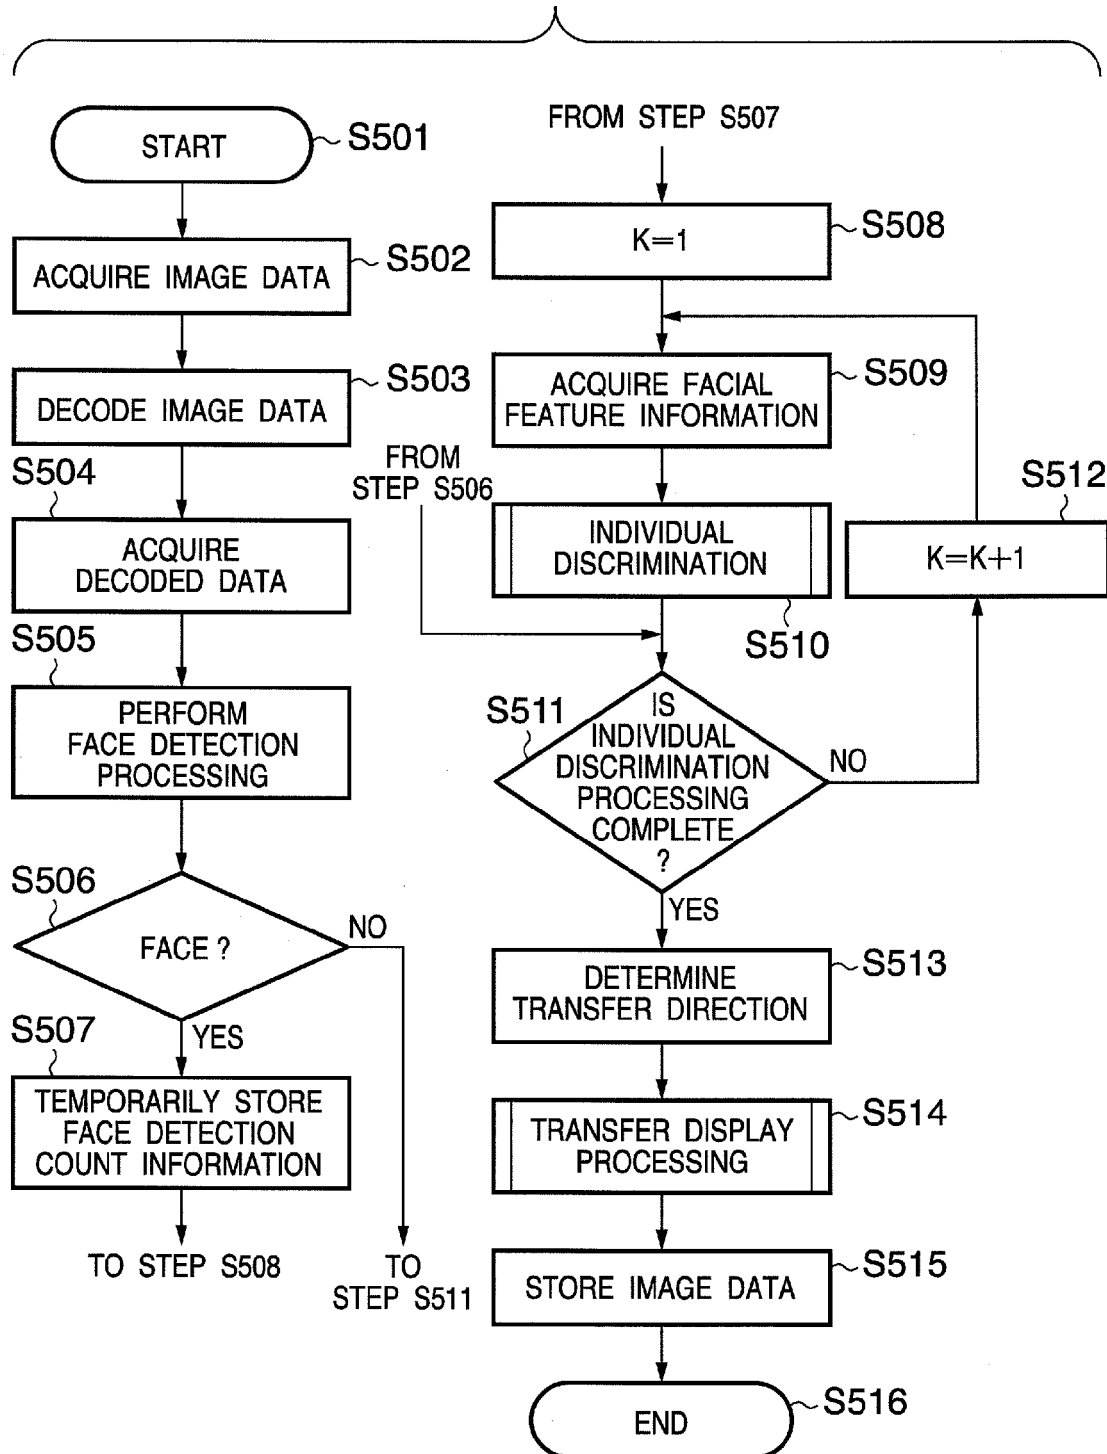 START
S501
ACQUIRE IMAGE DATA
S502
DECODE IMAGE DATA
S503
S504
ACQUIRE
DECODED DATA
S505
PERFORM
FACE DETECTION
PROCESSING
S506
FACE ?
NO
YES
S507
TEMPORARILY STORE
FACE DETECTION
COUNT INFORMATION
TO STEP S508
TO
STEP S511
FROM STEP S507
K=1
S508
ACQUIRE FACIAL
FEATURE INFORMATION
S509
FROM
STEP S506
INDIVIDUAL
DISCRIMINATION
S510
S512
K=K+1
S511
IS
INDIVIDUAL
DISCRIMINATION
PROCESSING
COMPLETE
?
NO
YES
DETERMINE
TRANSFER DIRECTION
S513
TRANSFER DISPLAY
PROCESSING
S514
STORE IMAGE DATA
S515
END
S516